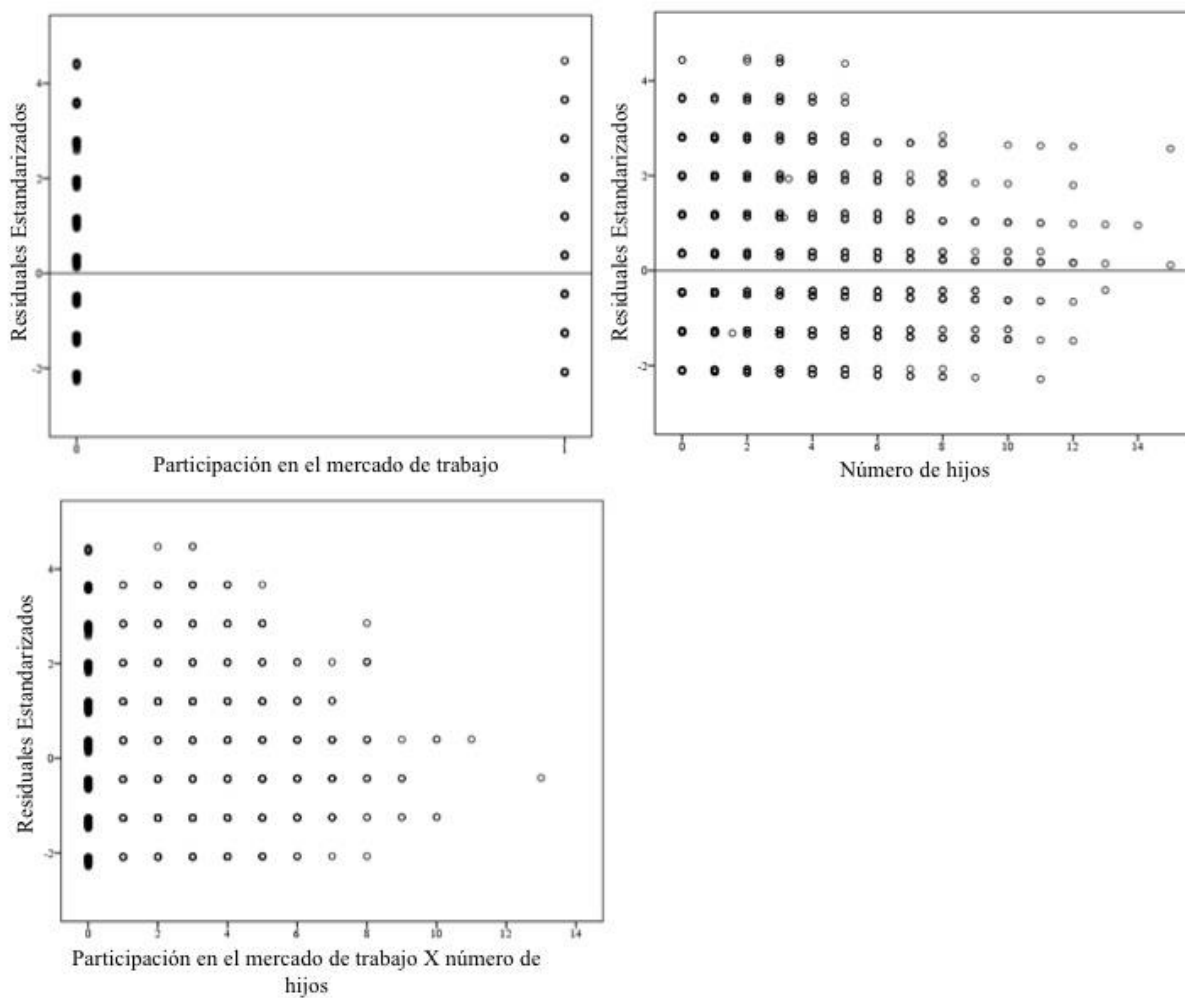 Residuales Estandarizados
4
2
0
-2
0
1
Participación en el mercado de trabajo
Residuales Estandarizados
4
2
0
-2
0 2 4 6 8 10 12 14
Número de hijos
Residuales Estandarizados
4
2
0
-2
0 2 4 6 8 10 12 14
Participación en el mercado de trabajo X número de
hijos